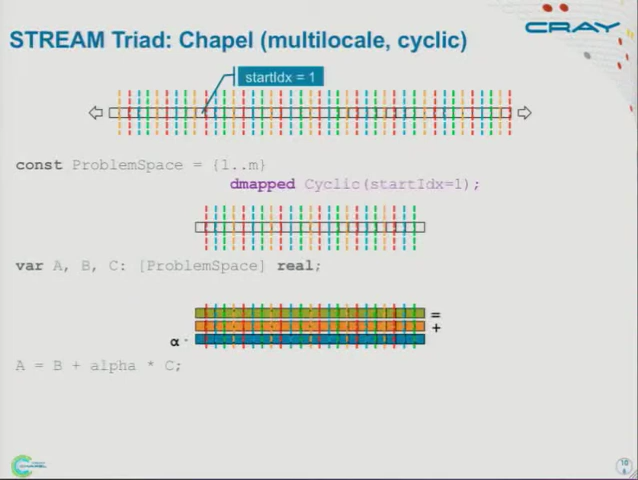 CRAY
STREAM Triad: Chapel (multilocale, cyclic)
startIdx = 1
const ProblemSpace = {1..m}
dmapped Cyclic(startIdx=1);
var A, B, C: [ProblemSpace] real;
=
+
α ·
A = B + alpha * C;
CHAPEL